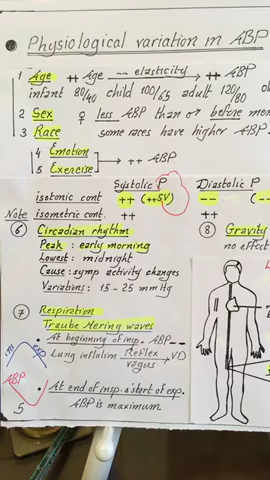 Physiological variation in ABP
1 Age ++ Age -- elasticity → ++ ABP
infant 80/40 child 100/65 adult 120/80
2 Sex ♀ less ABP than ♂ before
3 Race some races have higher ABP
4 Emotion
5 Exercise → ++ ABP
Systolic P Diastolic P
isotonic cont ++ (++SV) --
Note isometric cont. ++ ++
⑥ Circadian rhythm
Peak: early morning
Lowest: midnight
Cause: symp activity changes
Variations: 15 - 25 mmHg
⑧ Gravity
no effect
⑦ Respiration
Traube Hering waves
• At beginning of insp. ABP --
Lung inflation Reflex vagus → VD
• At end of insp. & start of exp.
ABP is maximum
ABP
5